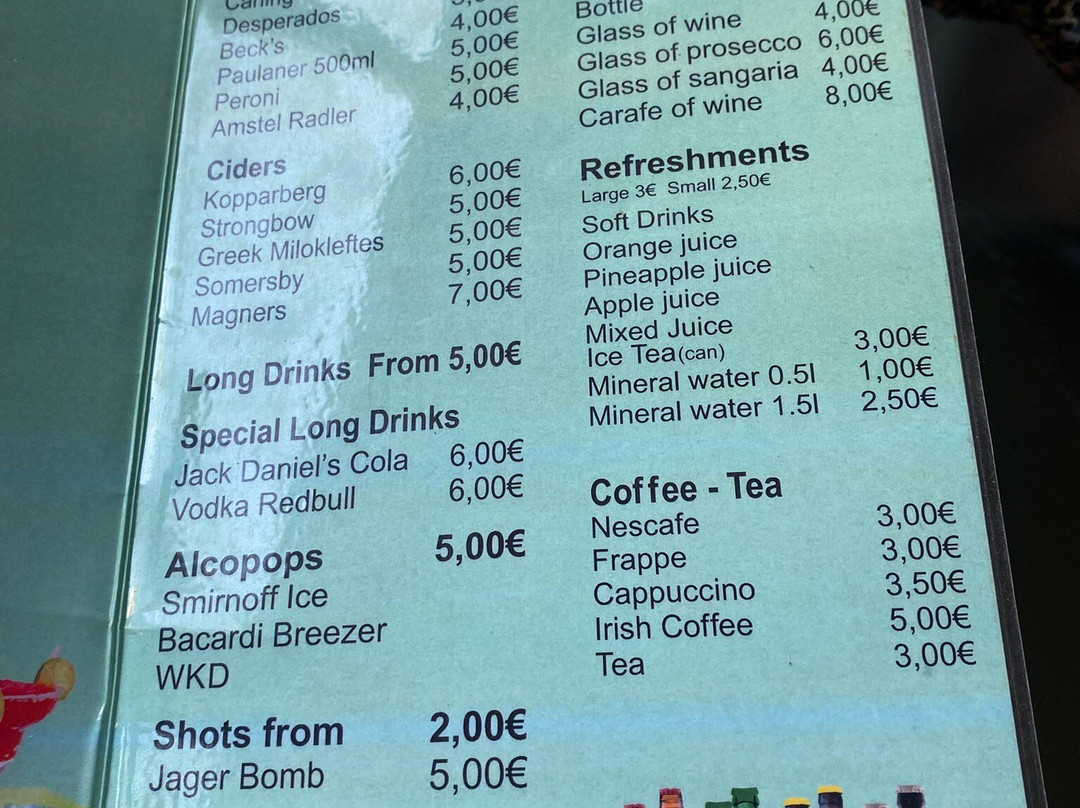 Desperados
Beck's 4,00€
Paulaner 500ml 5,00€
Peroni 5,00€
Amstel Radler 4,00€
Ciders
Kopparberg 6,00€
Strongbow 5,00€
Greek Milokleftes 5,00€
Somersby 5,00€
Magners 7,00€
Long Drinks From 5,00€
Special Long Drinks
Jack Daniel's Cola 6,00€
Vodka Redbull 6,00€
Alcopops 5,00€
Smirnoff Ice
Bacardi Breezer
WKD
Shots from 2,00€
Jager Bomb 5,00€
Bottle
Glass of wine 4,00€
Glass of prosecco 6,00€
Glass of sangaria 4,00€
Carafe of wine 8,00€
Refreshments
Large 3€ Small 2,50€
Soft Drinks
Orange juice
Pineapple juice
Apple juice
Mixed Juice
Ice Tea(can) 3,00€
Mineral water 0.5l 1,00€
Mineral water 1.5l 2,50€
Coffee - Tea
Nescafe 3,00€
Frappe 3,00€
Cappuccino 3,50€
Irish Coffee 5,00€
Tea 3,00€